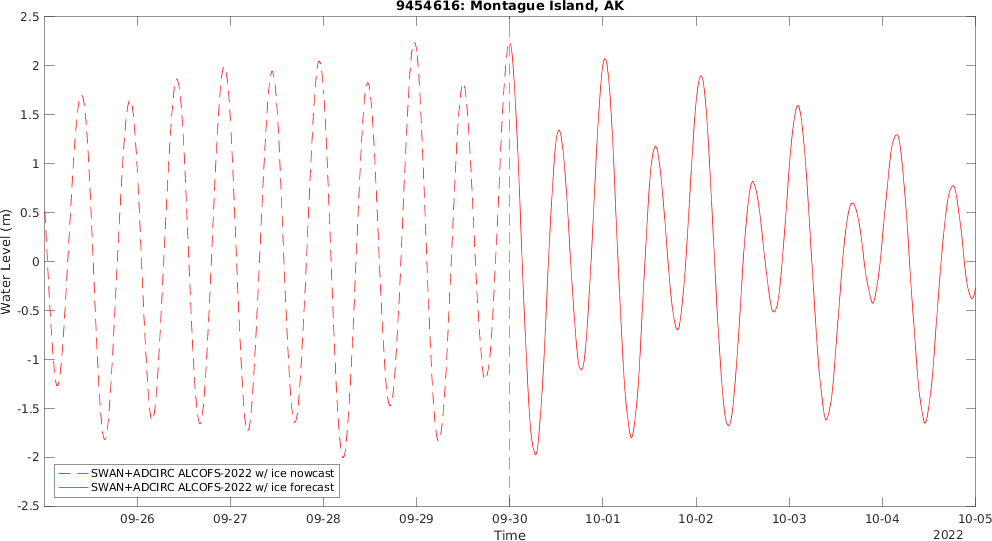 9454616: Montague Island, AK
2.5
2
1.5
1
0.5
0
-0.5
-1
-1.5
-2
-2.5
Water Level (m)
SWAN+ADCIRC ALCOFS-2022 w/ ice nowcast
SWAN+ADCIRC ALCOFS-2022 w/ ice forecast
09-26 09-27 09-28 09-29 09-30 10-01 10-02 10-03 10-04 10-05
Time
2022